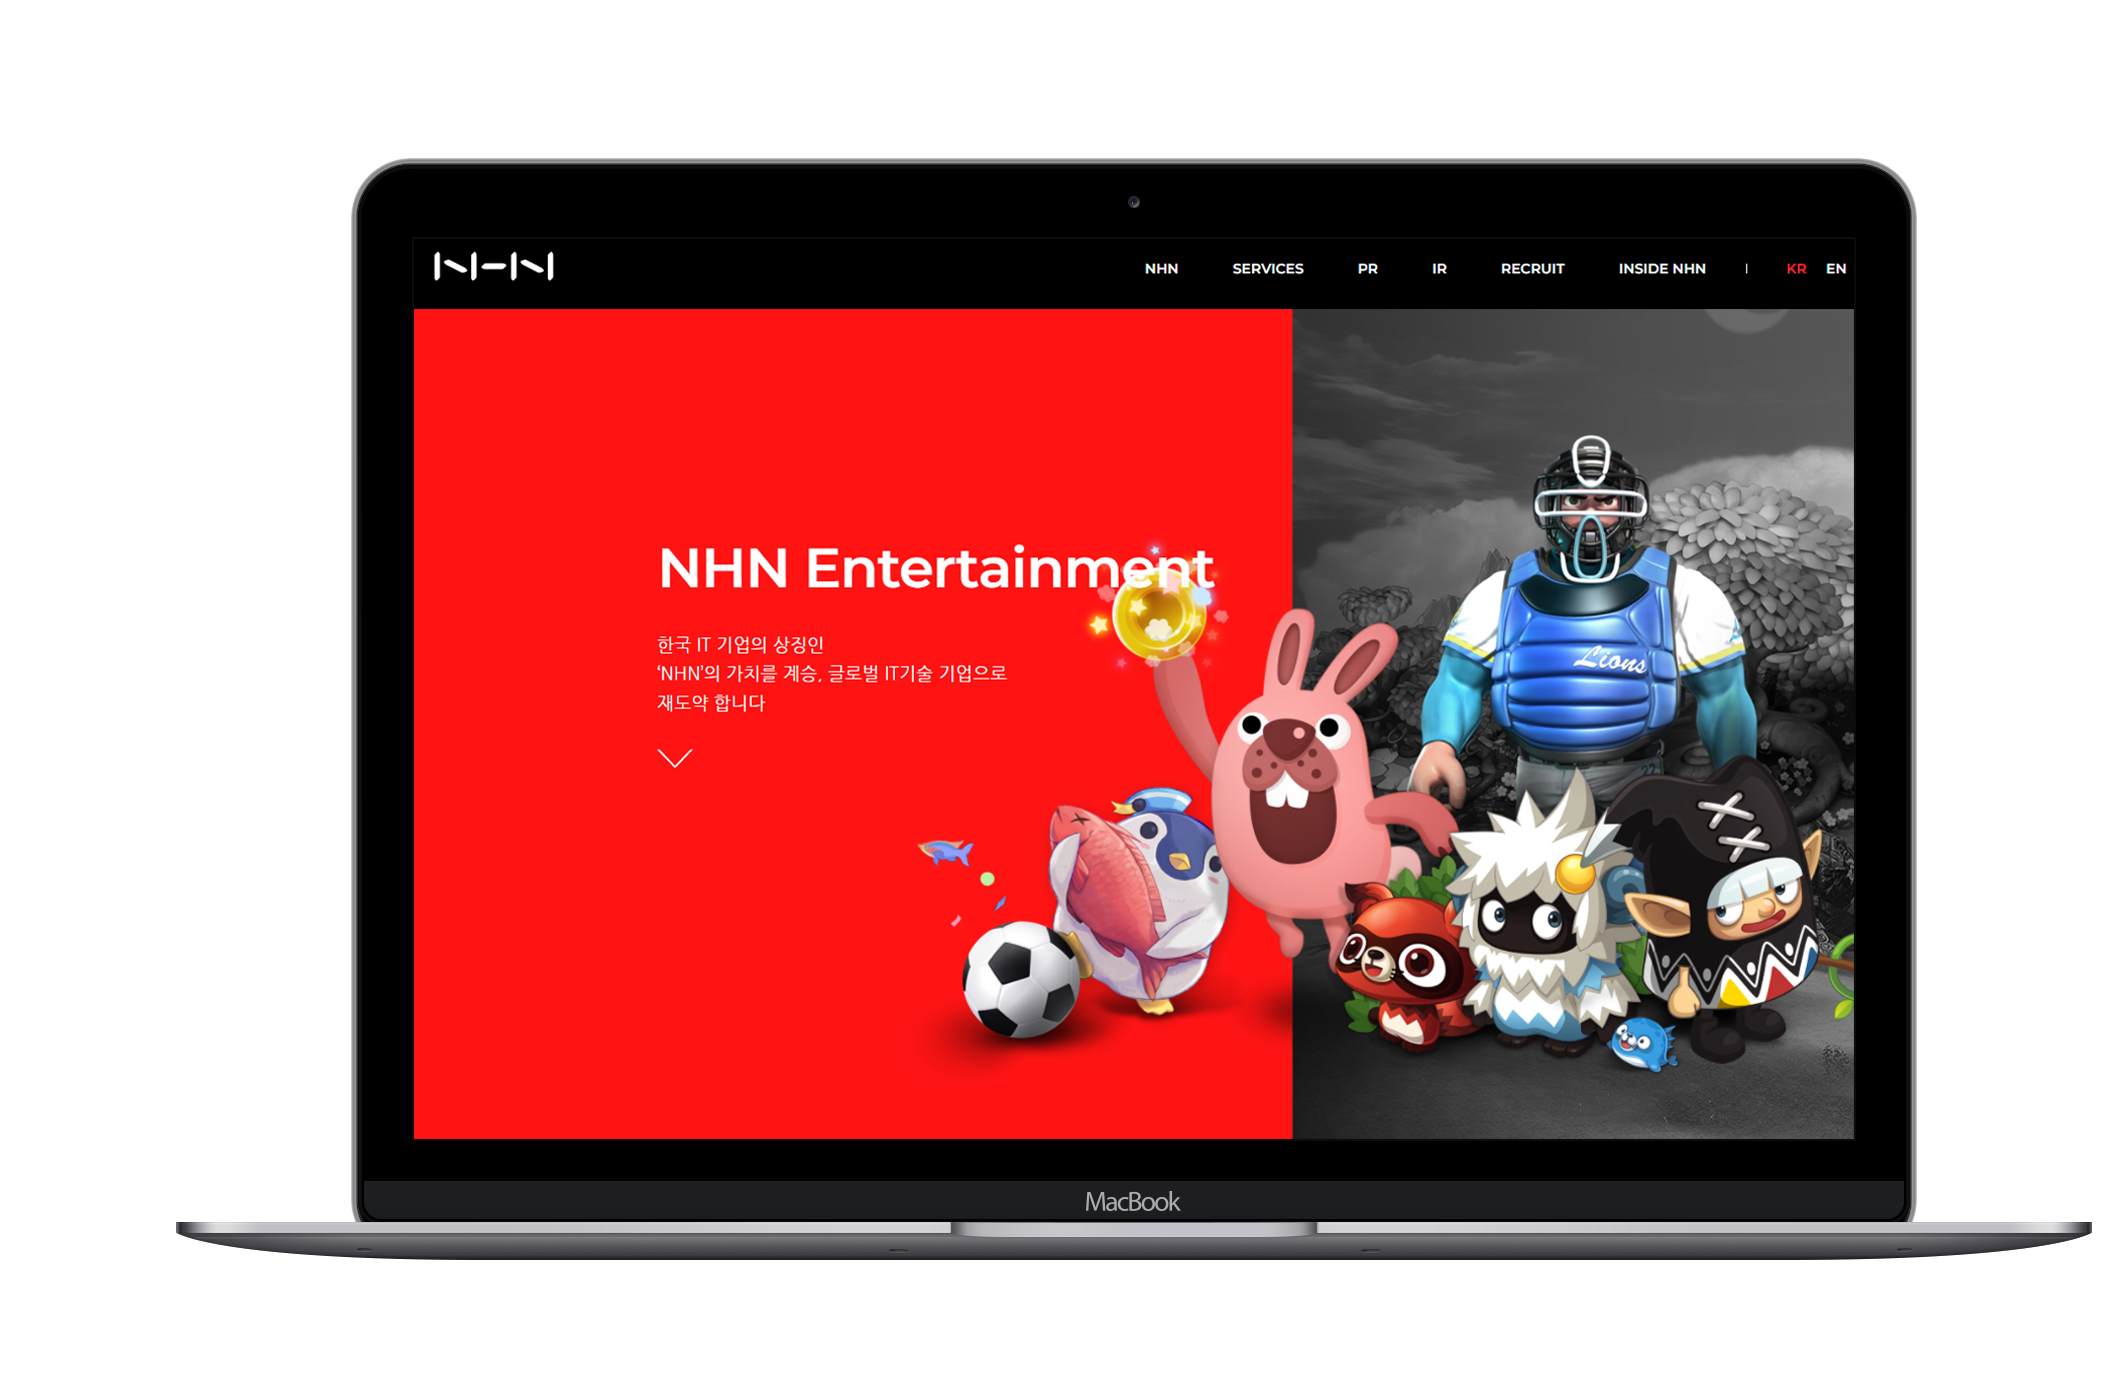 NHN
NHN SERVICES PR IR RECRUIT INSIDE NHN | KR EN
NHN Entertainment
한국 IT 기업의 상징인
‘NHN’의 가치를 계승, 글로벌 IT기술 기업으로
재도약 합니다
Lions
22
MacBook